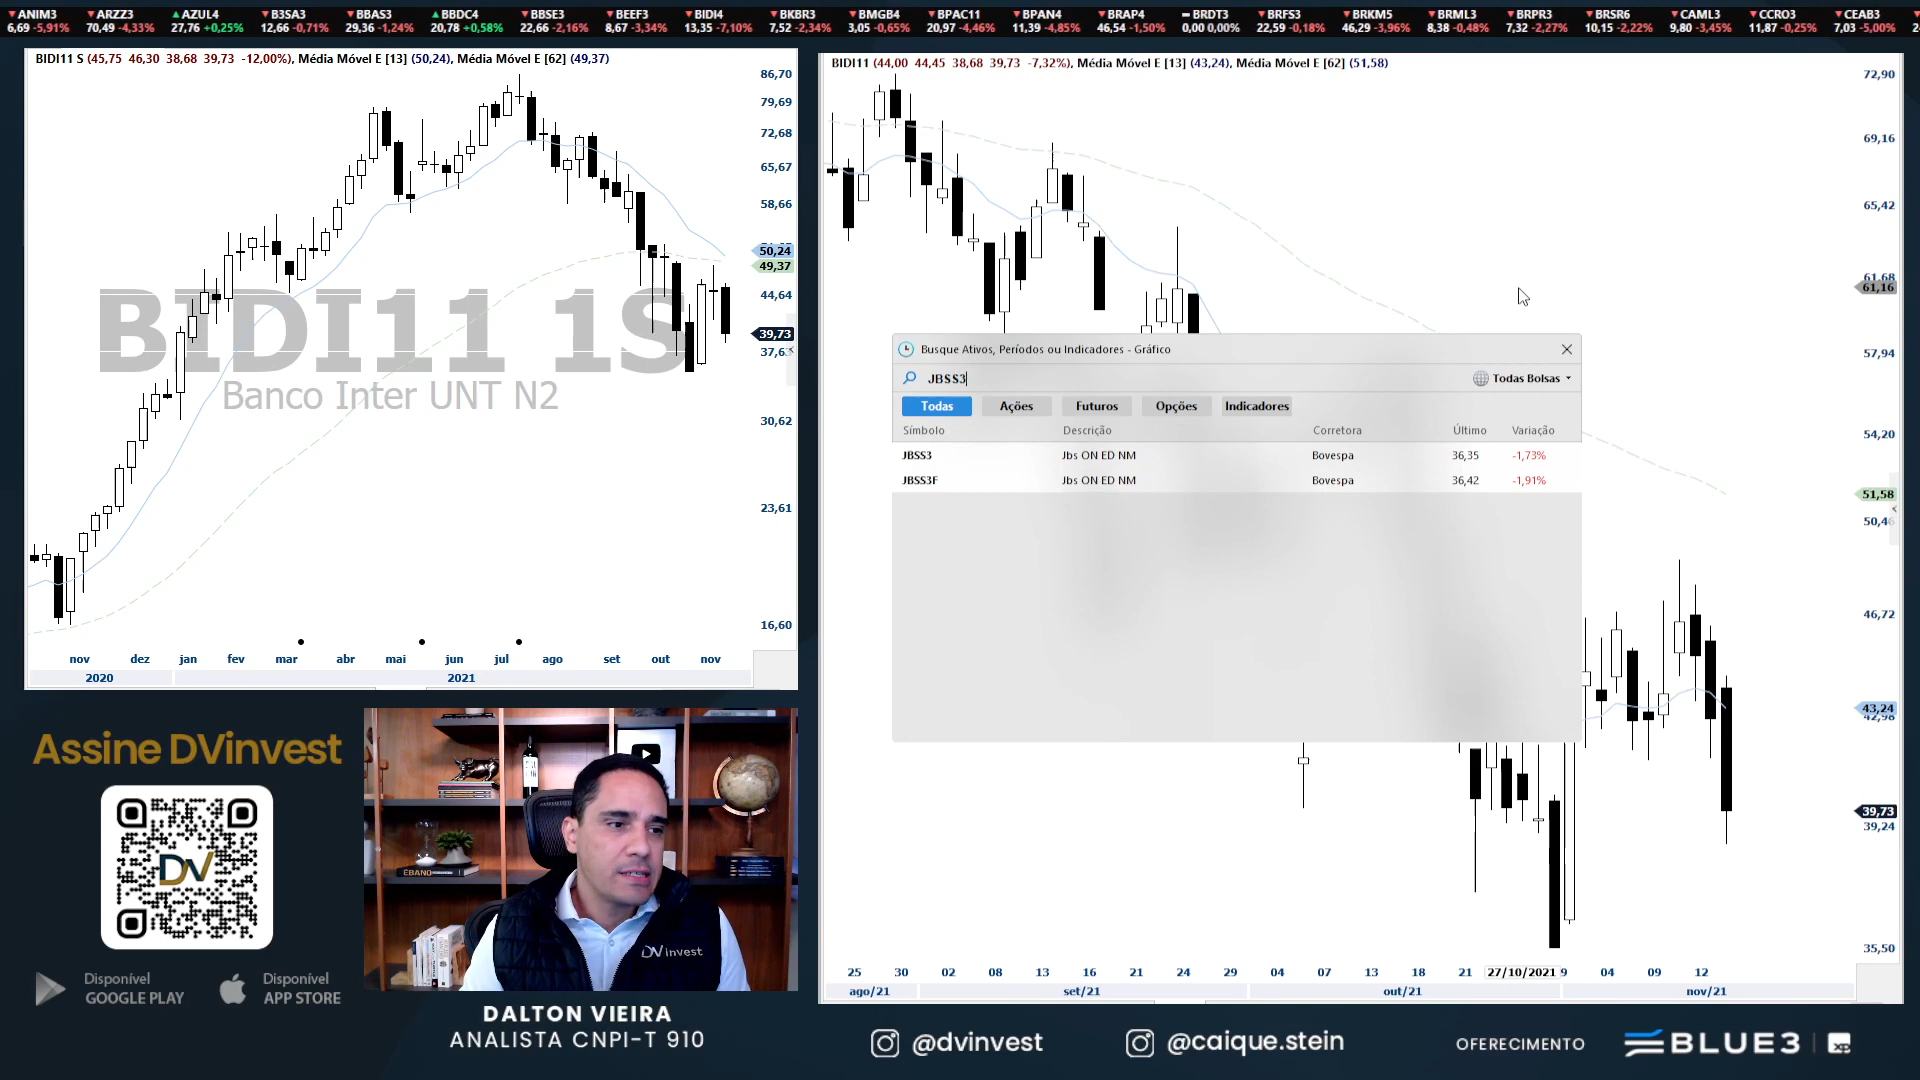 ANIM3 ARZZ3 AZUL4 B3SA3 BBAS3 BBDC4 BBSE3 BEEF3 BIDI4 BKBR3 BMGB4 BPAC11 BPAN4 BRAP4 BRDT3 BRFS3 BRKM5 BRML3 BRPR3 BRSR6 CAML3 CCRO3 CEAB3
6,69 -5,91% 70,49 -4,33% 27,76 +0,25% 12,66 -0,71% 29,36 -1,24% 20,78 +0,58% 22,66 -2,16% 8,67 -3,34% 13,35 -7,10% 7,52 -2,34% 3,05 -0,65% 20,97 -4,46% 11,39 -4,85% 46,54 -1,50% 0,00 0,00% 22,59 -0,18% 46,29 -3,96% 8,38 -0,48% 7,32 -2,27% 10,15 -2,22% 9,80 -3,45% 11,87 -0,25% 7,03 -5,00%
BIDI11 S (45,75 46,30 38,68 39,73 -12,00%), Média Móvel E [13] (50,24), Média Móvel E [62] (49,37)
86,70
79,69
72,68
65,67
58,66
50,24
49,37
44,64
39,73
30,62
23,61
16,60
BIDI11 1S
Banco Inter UNT N2
nov dez jan fev mar abr mai jun jul ago set out nov
2020 2021
BIDI11 (44,00 44,45 38,68 39,73 -7,32%), Média Móvel E [13] (43,24), Média Móvel E [62] (51,58)
72,90
69,16
65,42
61,68
61,16
57,94
54,20
51,58
50,46
46,72
43,24
42,98
39,73
39,24
35,50
Busque Ativos, Períodos ou Indicadores - Gráfico
JBSS3 Todas Bolsas
Todas Ações Futuros Opções Indicadores
Símbolo Descrição Corretora Último Variação
JBSS3 Jbs ON ED NM Bovespa 36,35 -1,73%
JBSS3F Jbs ON ED NM Bovespa 36,42 -1,91%
25 30 02 08 13 16 21 24 29 04 07 13 18 21 27/10/2021 9 04 09 12
ago/21 set/21 out/21 nov/21
Assine DVinvest
DV
Disponível
GOOGLE PLAY
Disponível
APP STORE
ÉBANO
DV invest
DALTON VIEIRA
ANALISTA CNPI-T 910
@dvinvest
@caique.stein
OFERECIMENTO
BLUE3
xp